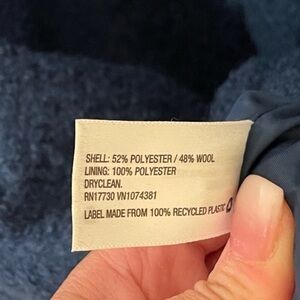 SHELL: 52% POLYESTER / 48% WOOL
LINING: 100% POLYESTER
DRYCLEAN.
RN17730 VN1074381
LABEL MADE FROM 100% RECYCLED PLASTIC